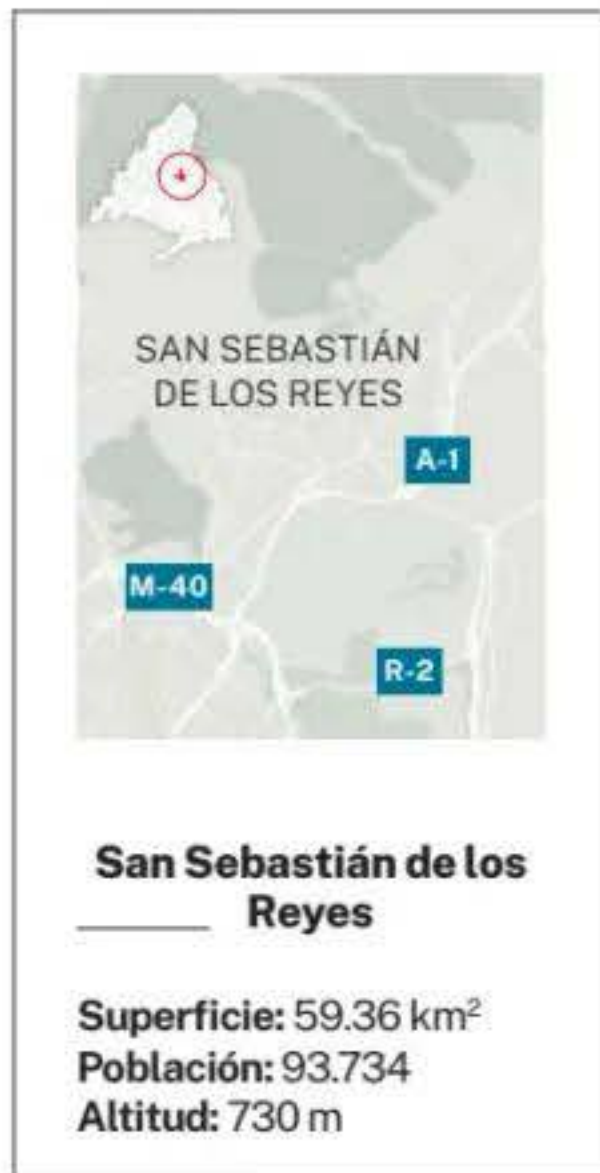 SAN SEBASTIÁN
DE LOS REYES
A-1
M-40
R-2
San Sebastián de los
Reyes
Superficie: 59.36 km²
Población: 93.734
Altitud: 730 m